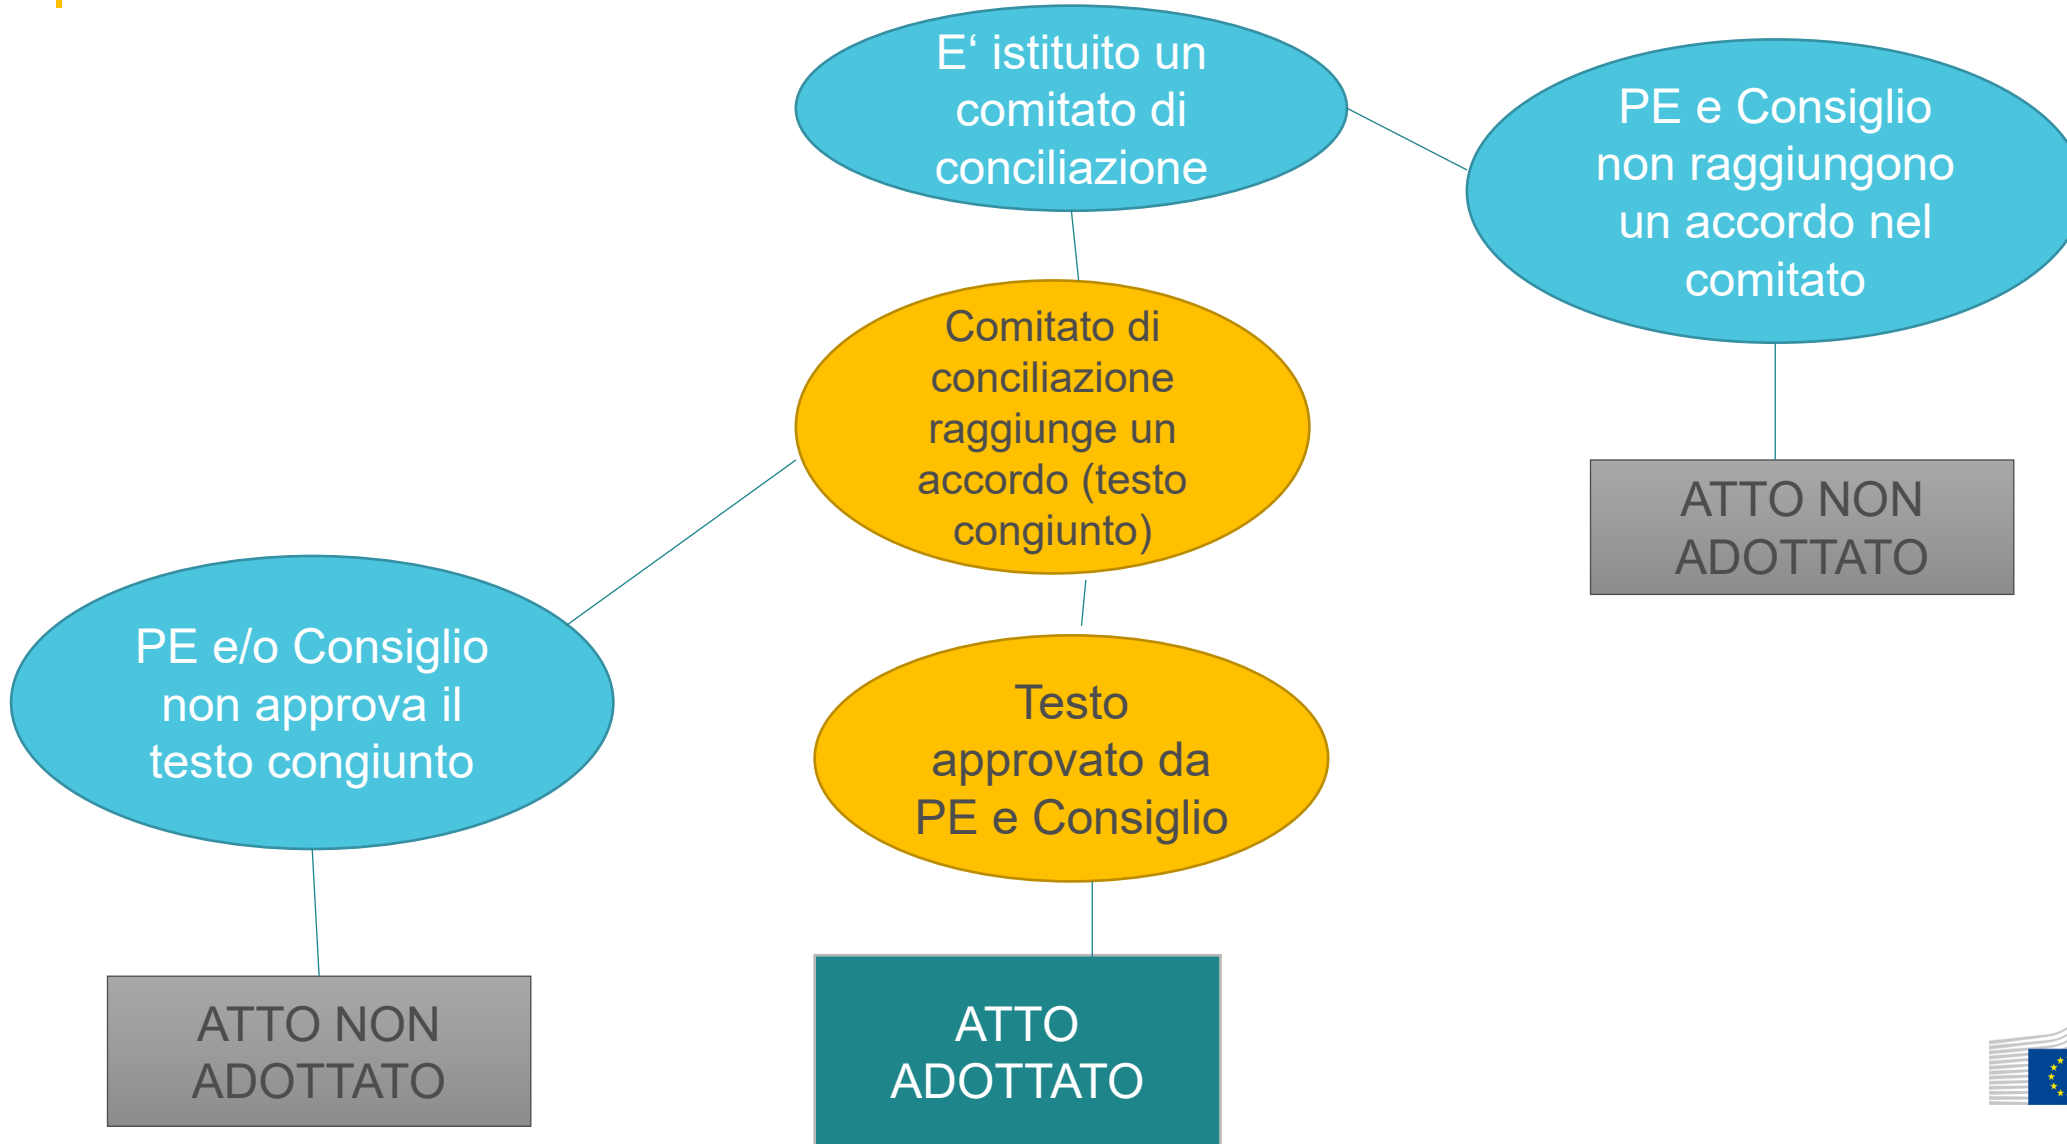 E‘ istituito un
comitato di
conciliazione
PE e Consiglio
non raggiungono
un accordo nel
comitato
Comitato di
conciliazione
raggiunge un
accordo (testo
congiunto)
ATTO NON
ADOTTATO
PE e/o Consiglio
non approva il
testo congiunto
Testo
approvato da
PE e Consiglio
ATTO NON
ADOTTATO
ATTO
ADOTTATO